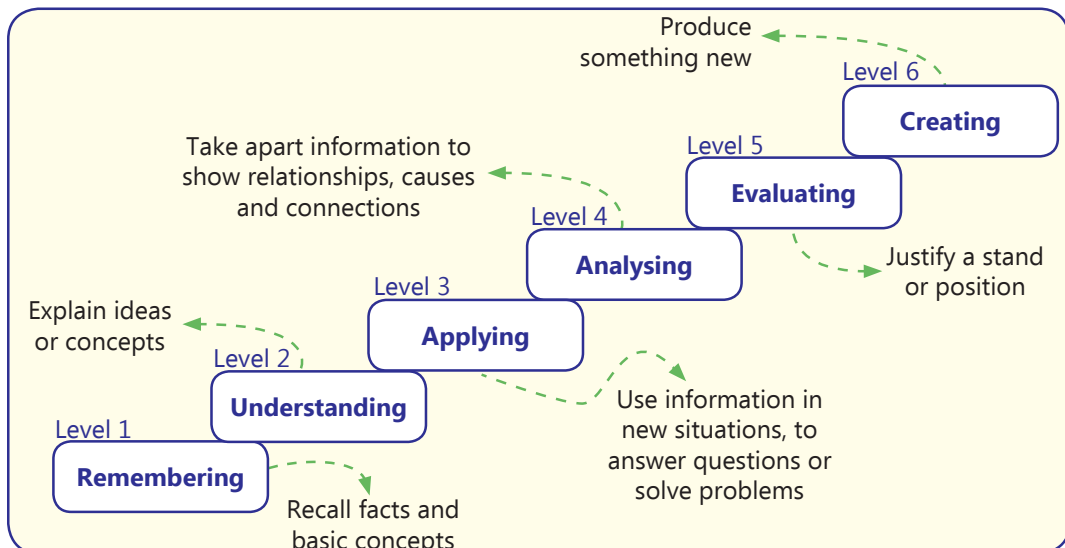 Produce
something new
Level 6
Creating
Take apart information to
show relationships, causes
and connections
Level 5
Evaluating
Level 4
Analysing
Justify a stand
or position
Level 3
Applying
Explain ideas
or concepts
Level 2
Understanding
Use information in
new situations, to
answer questions or
solve problems
Level 1
Remembering
Recall facts and
basic concepts